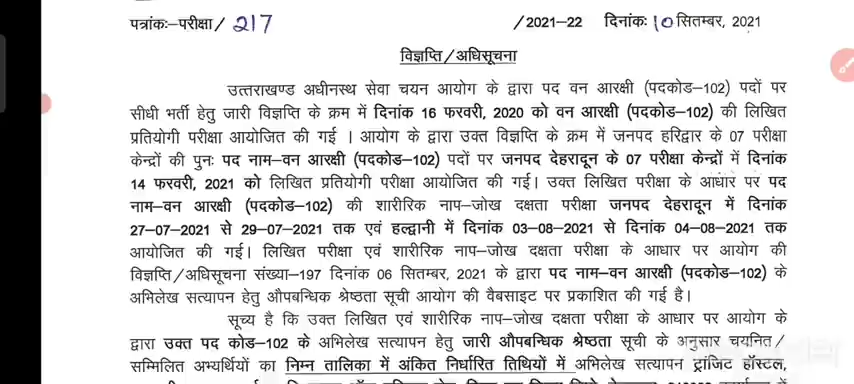 पत्रांकः–परीक्षा/ 217 /2021–22 दिनांकः 10 सितम्बर, 2021
विज्ञप्ति/अधिसूचना
उत्तराखण्ड अधीनस्थ सेवा चयन आयोग के द्वारा पद वन आरक्षी (पदकोड–102) पदों पर
सीधी भर्ती हेतु जारी विज्ञप्ति के क्रम में दिनांक 16 फरवरी, 2020 को वन आरक्षी (पदकोड–102) की लिखित
प्रतियोगी परीक्षा आयोजित की गई । आयोग के द्वारा उक्त विज्ञप्ति के क्रम में जनपद हरिद्वार के 07 परीक्षा
केन्द्रों की पुनः पद नाम–वन आरक्षी (पदकोड–102) पदों पर जनपद देहरादून के 07 परीक्षा केन्द्रों में दिनांक
14 फरवरी, 2021 को लिखित प्रतियोगी परीक्षा आयोजित की गई। उक्त लिखित परीक्षा के आधार पर पद
नाम–वन आरक्षी (पदकोड–102) की शारीरिक नाप–जोख दक्षता परीक्षा जनपद देहरादून में दिनांक
27–07–2021 से 29–07–2021 तक एवं हल्द्वानी में दिनांक 03–08–2021 से दिनांक 04–08–2021 तक
आयोजित की गई। लिखित परीक्षा एवं शारीरिक नाप–जोख दक्षता परीक्षा के आधार पर आयोग की
विज्ञप्ति/अधिसूचना संख्या–197 दिनांक 06 सितम्बर, 2021 के द्वारा पद नाम–वन आरक्षी (पदकोड–102) के
अभिलेख सत्यापन हेतु औपबन्धिक श्रेष्ठता सूची आयोग की वैबसाइट पर प्रकाशित की गई है।
सूच्य है कि उक्त लिखित एवं शारीरिक नाप–जोख दक्षता परीक्षा के आधार पर आयोग के
द्वारा उक्त पद कोड–102 के अभिलेख सत्यापन हेतु जारी औपबन्धिक श्रेष्ठता सूची के अनुसार चयनित/
सम्मिलित अभ्यर्थियों का निम्न तालिका में अंकित निर्धारित तिथियों में अभिलेख सत्यापन ट्रांजिट हॉस्टल,